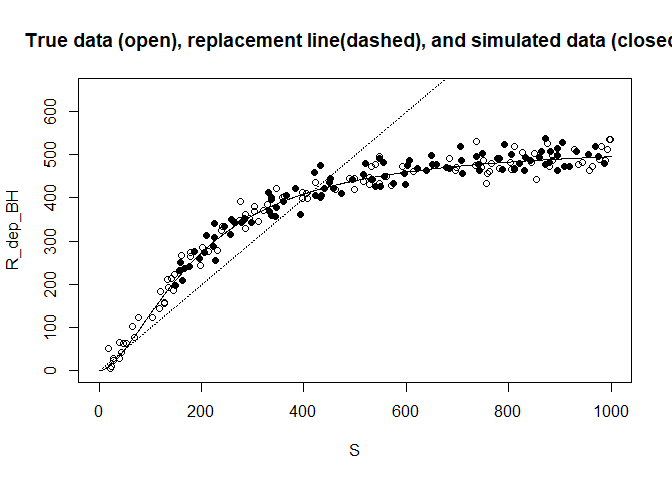 True data (open), replacement line(dashed), and simulated data (closed
R_dep_BH
600
500
400
300
200
100
0
0 200 400 600 800 1000
S